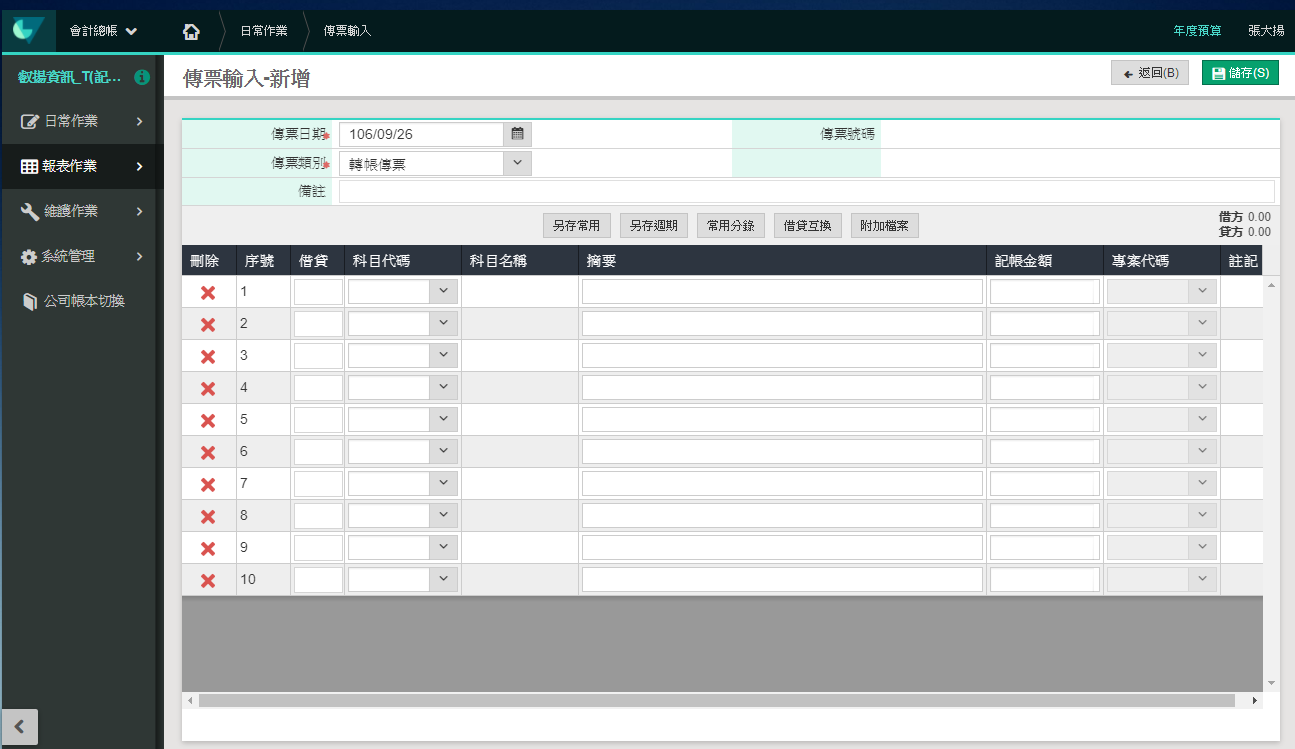 會計總帳 日常作業 傳票輸入 年度預算 張大揚
叡揚資訊_T(記...
傳票輸入-新增 返回(B) 儲存(S)
日常作業
報表作業
維護作業
系統管理
公司帳本切換
傳票日期* 106/09/26 傳票號碼
傳票類別* 轉帳傳票
備註
另存常用 另存週期 常用分錄 借貸互換 附加檔案
借方 0.00
貸方 0.00
刪除 序號 借貸 科目代碼 科目名稱 摘要 記帳金額 專案代碼 註記
1
2
3
4
5
6
7
8
9
10